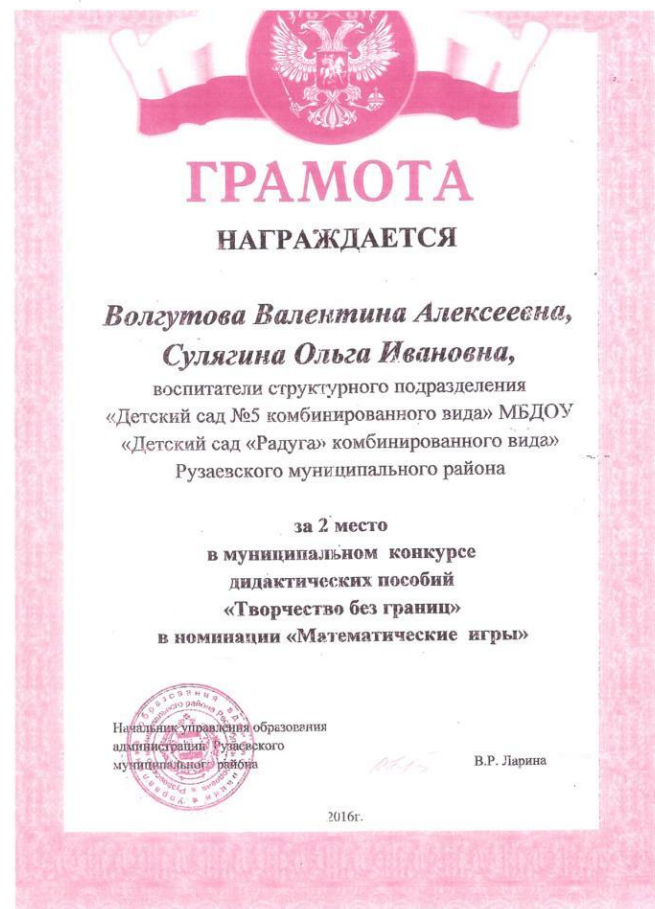 ГРАМОТА
НАГРАЖДАЕТСЯ
Волгутова Валентина Алексеевна,
Сулягина Ольга Ивановна,
воспитатели структурного подразделения
«Детский сад №5 комбинированного вида» МБДОУ
«Детский сад «Радуга» комбинированного вида»
Рузаевского муниципального района
за 2 место
в муниципальном конкурсе
дидактических пособий
«Творчество без границ»
в номинации «Математические игры»
Начальник управления образования
администрации Рузаевского
муниципального района
В.Р. Ларина
2016г.